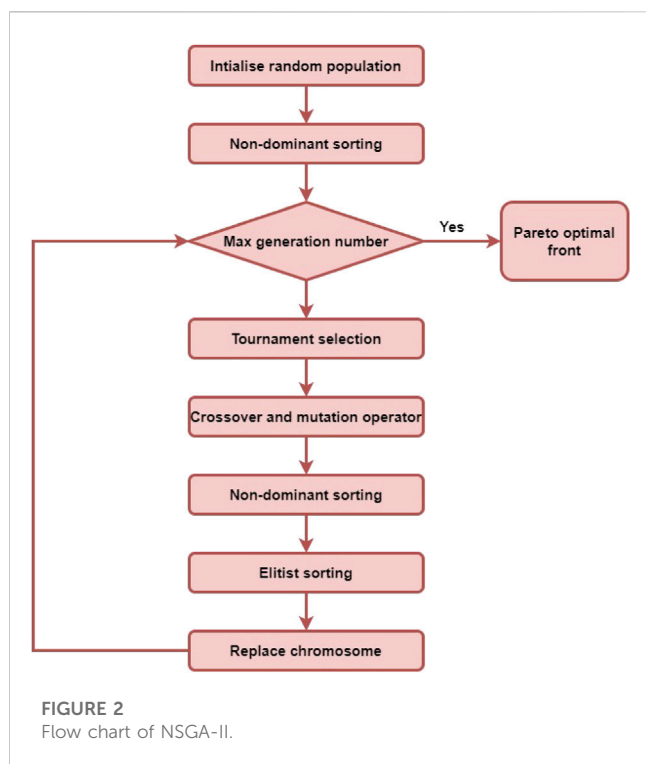 Intialise random population
Non-dominant sorting
Max generation number
Yes
Pareto optimal
front
Tournament selection
Crossover and mutation operator
Non-dominant sorting
Elitist sorting
Replace chromosome
FIGURE 2
Flow chart of NSGA-II.